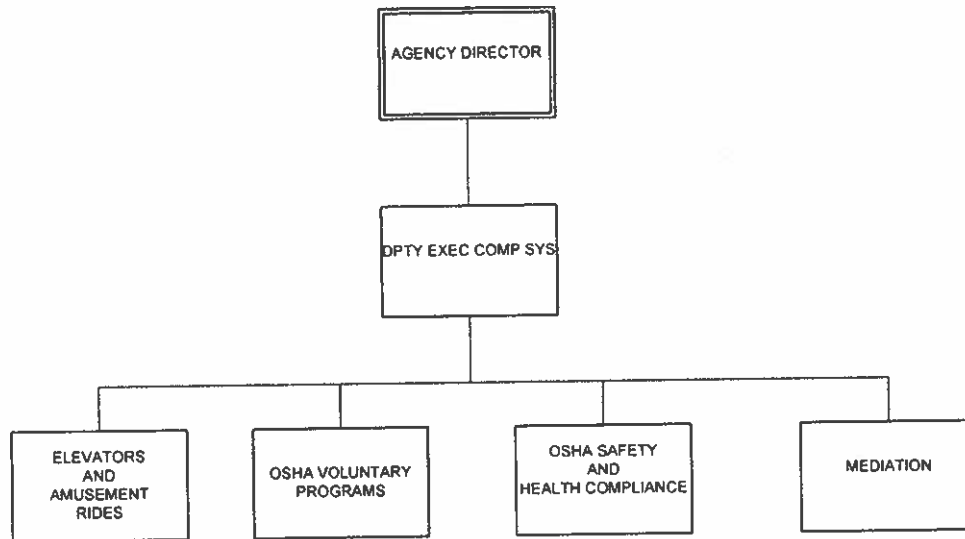 AGENCY DIRECTOR
DPTY EXEC COMP SYS
ELEVATORS
AND
AMUSEMENT
RIDES
OSHA VOLUNTARY
PROGRAMS
OSHA SAFETY
AND
HEALTH COMPLIANCE
MEDIATION